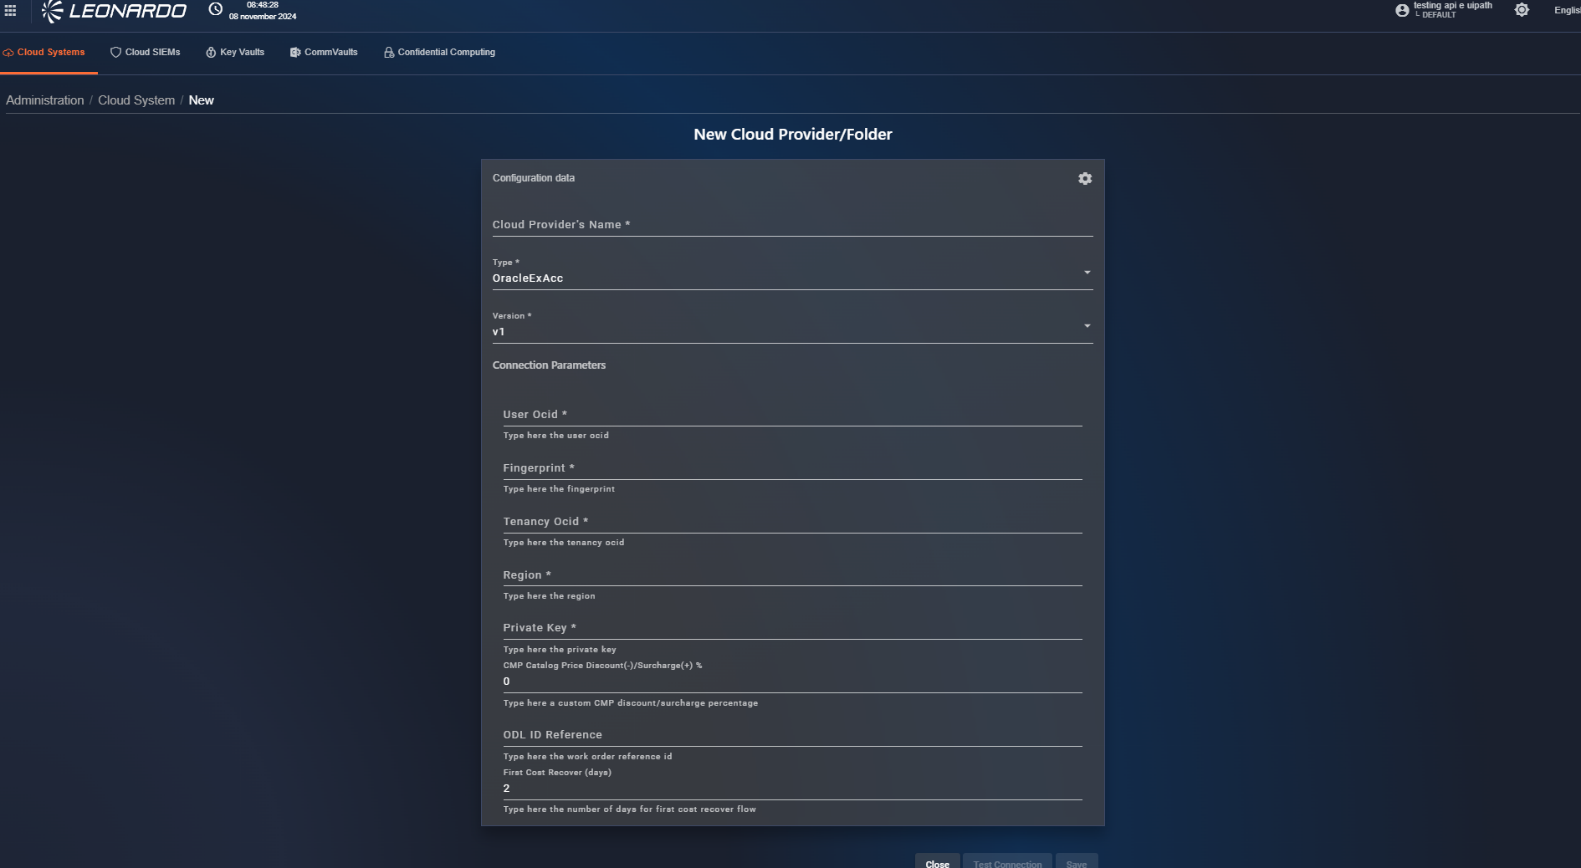 LEONARDO
08:48:28
08 november 2024
testing api e uipath
└ DEFAULT
Cloud Systems
Cloud SIEMs
Key Vaults
CommVaults
Confidential Computing
Administration / Cloud System / New
New Cloud Provider/Folder
Configuration data
Cloud Provider's Name *
Type *
OracleExAcc
Version *
v1
Connection Parameters
User Ocid *
Type here the user ocid
Fingerprint *
Type here the fingerprint
Tenancy Ocid *
Type here the tenancy ocid
Region *
Type here the region
Private Key *
Type here the private key
CMP Catalog Price Discount(-)/Surcharge(+) %
0
Type here a custom CMP discount/surcharge percentage
ODL ID Reference
Type here the work order reference id
First Cost Recover (days)
2
Type here the number of days for first cost recover flow
Close
Test Connection
Save